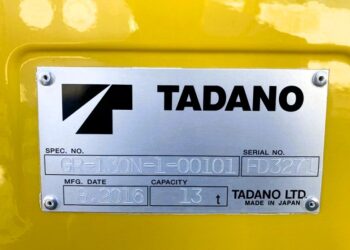 TADANO
SPEC. NO. SERIAL NO.
GR-130N-1-00101 FD3271
MFG. DATE CAPACITY
.2016 13 t
TADANO LTD.
MADE IN JAPAN